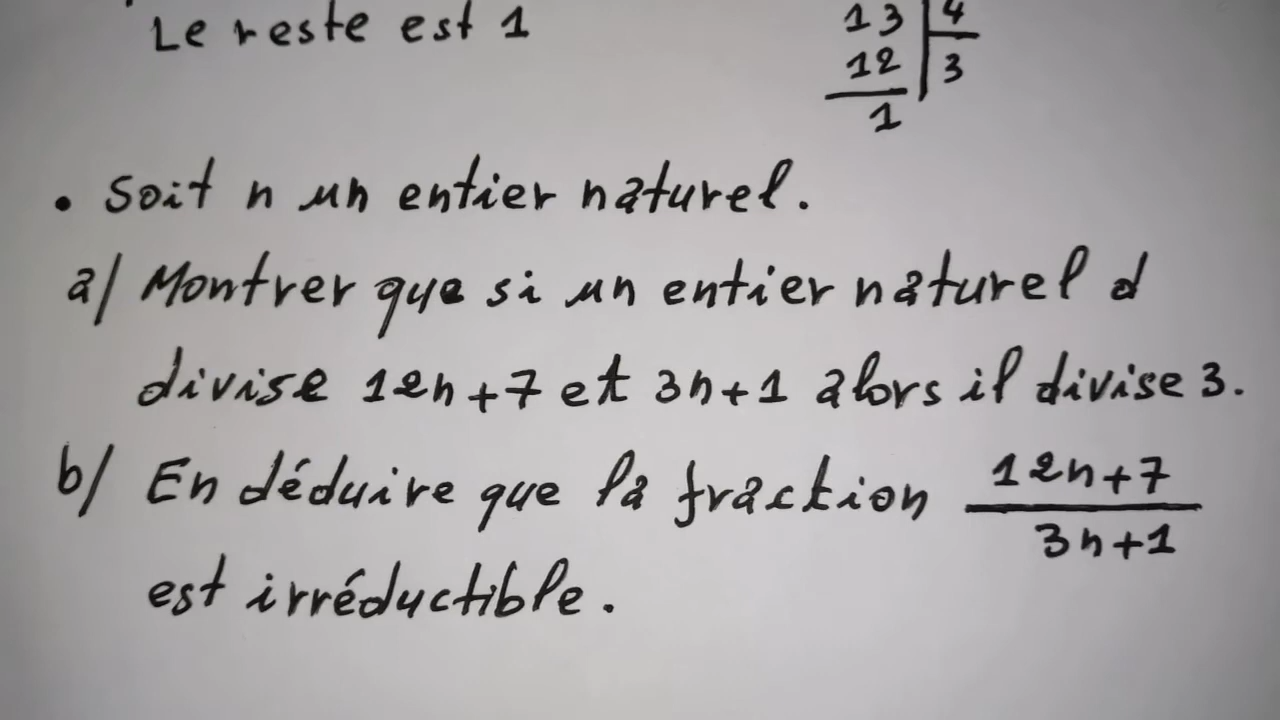 Le reste est 1
13 4
12 3
1
• Soit n un entier naturel.
a/ Montrer que si un entier naturel d
divise 12n+7 et 3n+1 alors il divise 3.
b/ En déduire que la fraction 12n+7
3n+1
est irréductible.